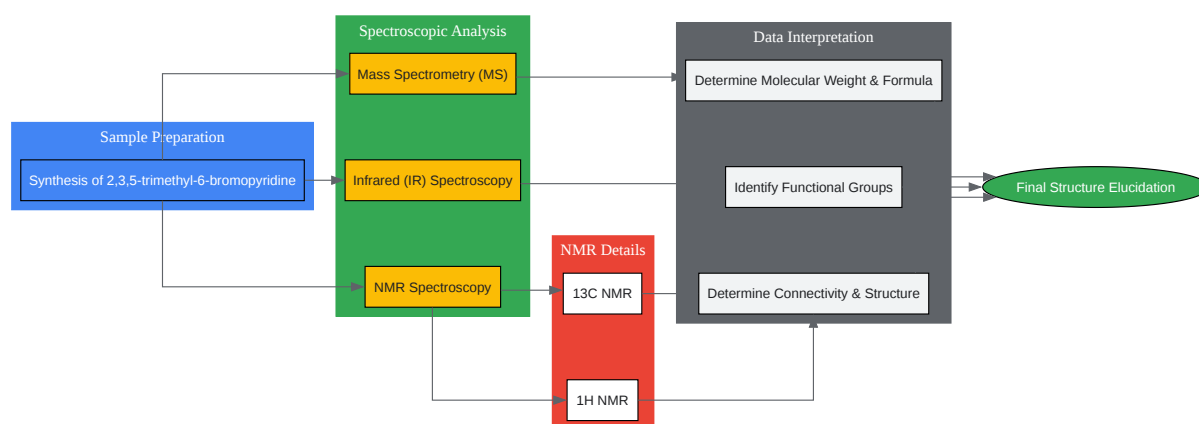 Spectroscopic Analysis
Data Interpretation
Mass Spectrometry (MS)
Determine Molecular Weight & Formula
Sample Preparation
Synthesis of 2,3,5-trimethyl-6-bromopyridine
Infrared (IR) Spectroscopy
Identify Functional Groups
Final Structure Elucidation
NMR Details
NMR Spectroscopy
13C NMR
Determine Connectivity & Structure
1H NMR